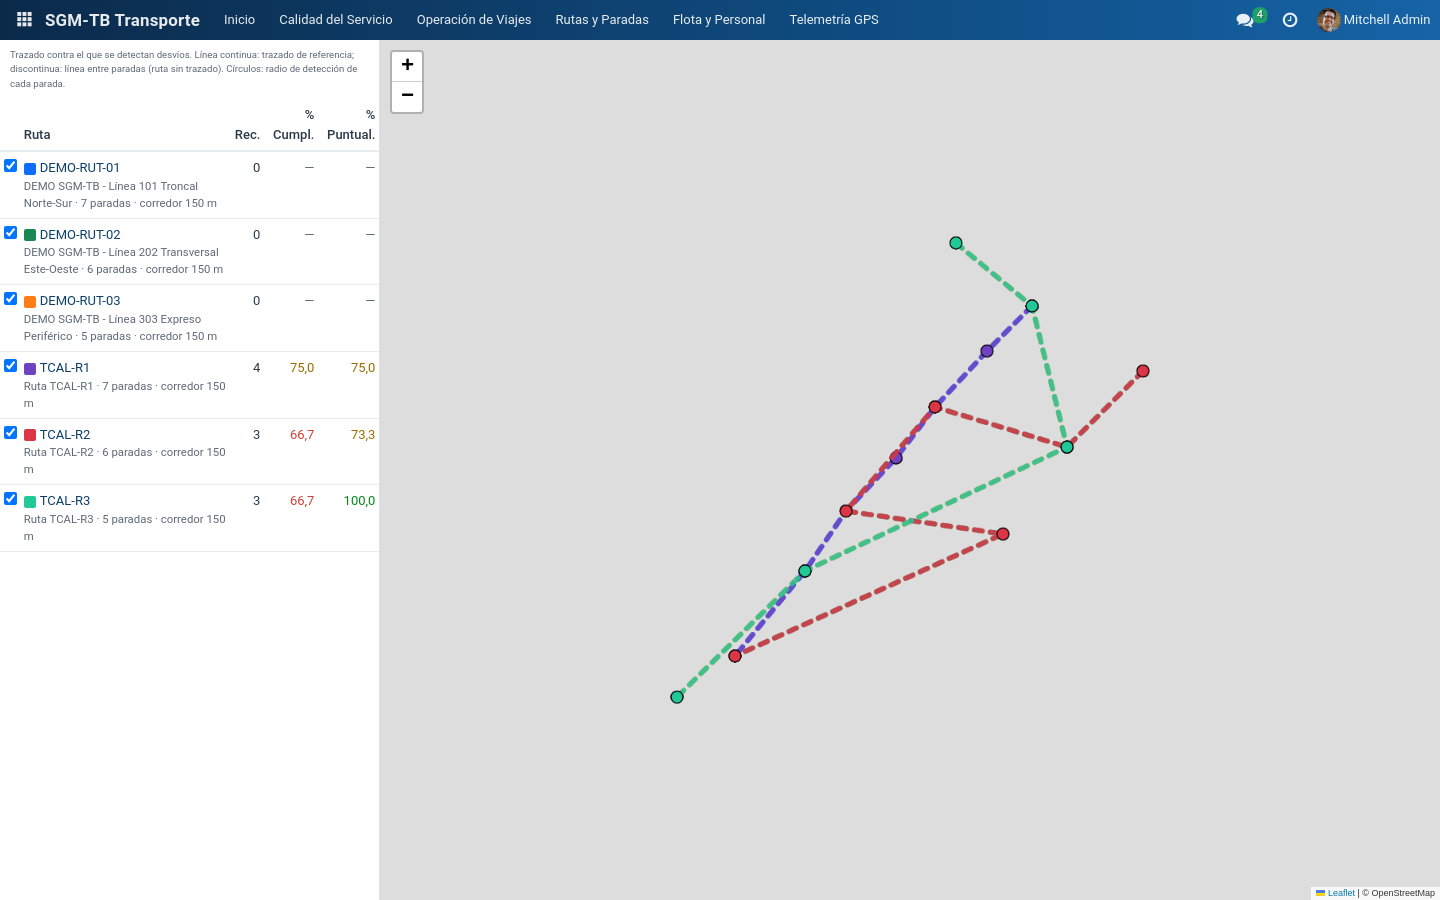 SGM-TB Transporte Inicio Calidad del Servicio Operación de Viajes Rutas y Paradas Flota y Personal Telemetría GPS 4 Mitchell Admin
Trazado contra el que se detectan desvíos. Línea continua: trazado de referencia;
discontinua: línea entre paradas (ruta sin trazado). Círculos: radio de detección de
cada parada.
% %
Ruta Rec. Cumpl. Puntual.
DEMO-RUT-01 0 — —
DEMO SGM-TB - Línea 101 Troncal
Norte-Sur · 7 paradas · corredor 150 m
DEMO-RUT-02 0 — —
DEMO SGM-TB - Línea 202 Transversal
Este-Oeste · 6 paradas · corredor 150 m
DEMO-RUT-03 0 — —
DEMO SGM-TB - Línea 303 Expreso
Periférico · 5 paradas · corredor 150 m
TCAL-R1 4 75,0 75,0
Ruta TCAL-R1 · 7 paradas · corredor 150
m
TCAL-R2 3 66,7 73,3
Ruta TCAL-R2 · 6 paradas · corredor 150
m
TCAL-R3 3 66,7 100,0
Ruta TCAL-R3 · 5 paradas · corredor 150
m
+
−
Leaflet | © OpenStreetMap